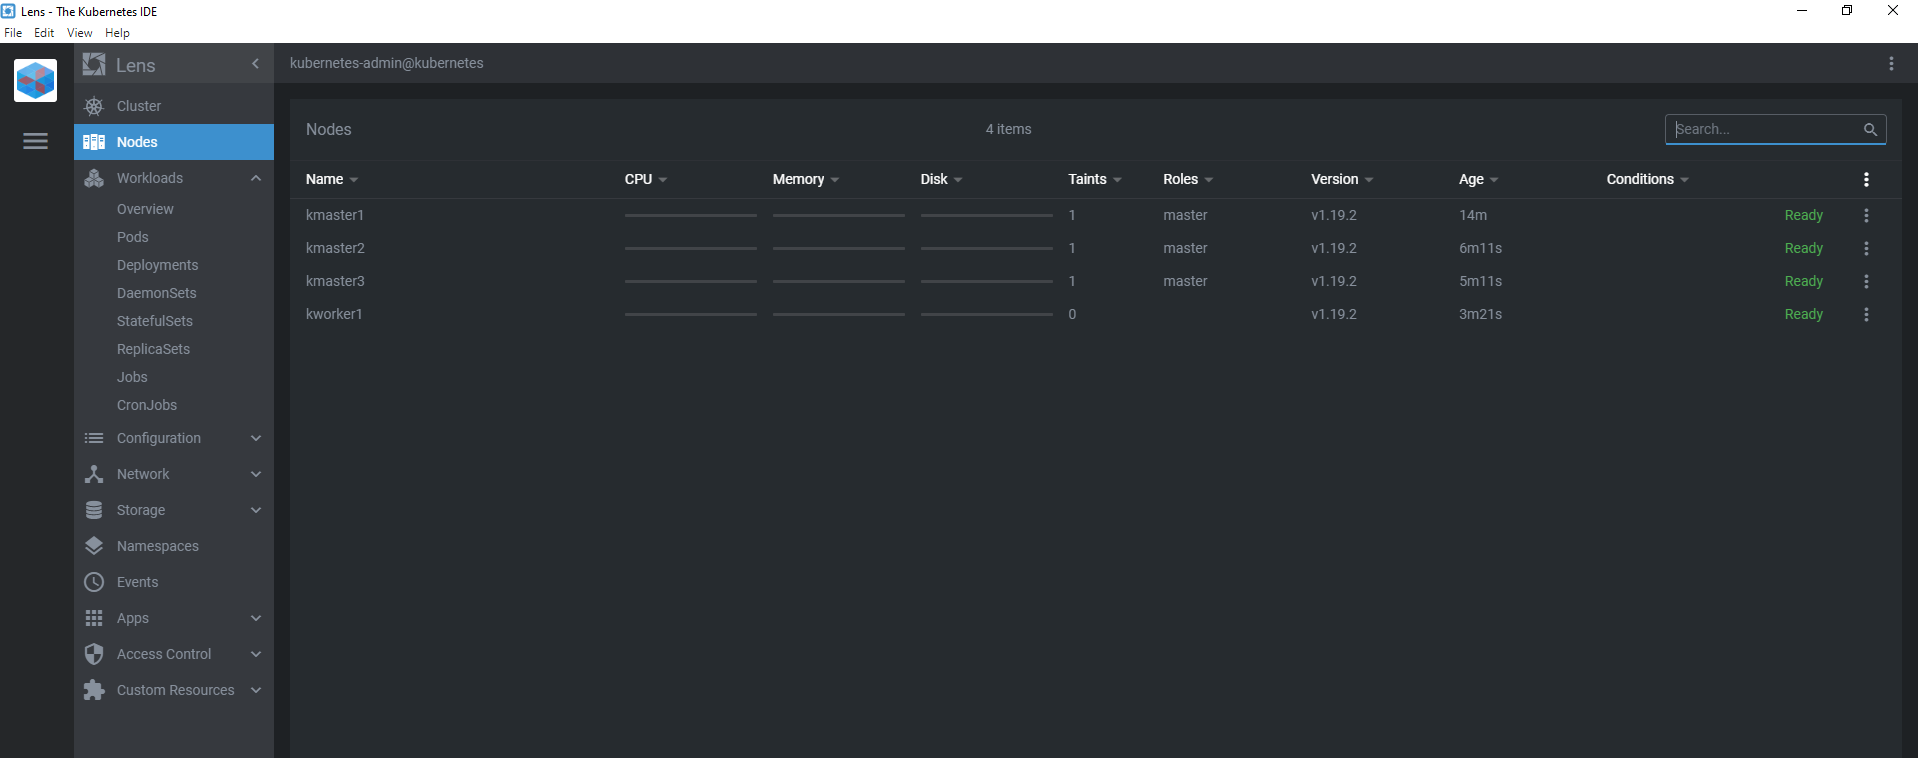 Lens - The Kubernetes IDE
File Edit View Help
Lens
kubernetes-admin@kubernetes
Cluster
Nodes
Workloads
Overview
Pods
Deployments
DaemonSets
StatefulSets
ReplicaSets
Jobs
CronJobs
Configuration
Network
Storage
Namespaces
Events
Apps
Access Control
Custom Resources
Nodes 4 items Search...
Name CPU Memory Disk Taints Roles Version Age Conditions
kmaster1 1 master v1.19.2 14m Ready
kmaster2 1 master v1.19.2 6m11s Ready
kmaster3 1 master v1.19.2 5m11s Ready
kworker1 0 v1.19.2 3m21s Ready